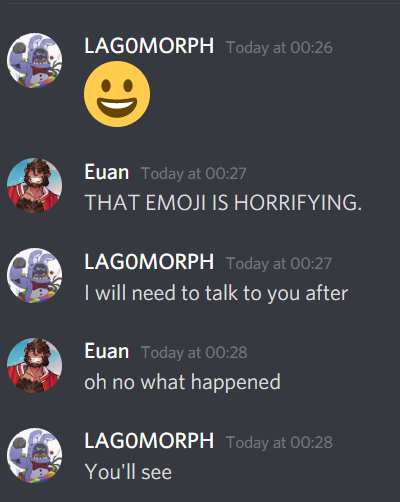 LAG0MORPH Today at 00:26
Euan Today at 00:27
THAT EMOJI IS HORRIFYING.
LAG0MORPH Today at 00:27
I will need to talk to you after
Euan Today at 00:28
oh no what happened
LAG0MORPH Today at 00:28
You'll see